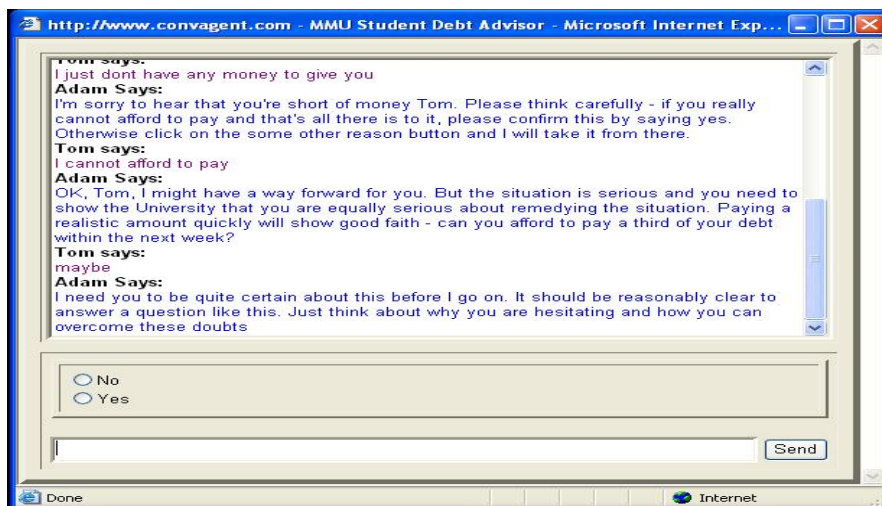 http://www.convagent.com - MMU Student Debt Advisor - Microsoft Internet Exp...
Tom says:
I just dont have any money to give you
Adam Says:
I'm sorry to hear that you're short of money Tom. Please think carefully - if you really
cannot afford to pay and that's all there is to it, please confirm this by saying yes.
Otherwise click on the some other reason button and I will take it from there.
Tom says:
I cannot afford to pay
Adam Says:
OK, Tom, I might have a way forward for you. But the situation is serious and you need to
show the University that you are equally serious about remedying the situation. Paying a
realistic amount quickly will show good faith - can you afford to pay a third of your debt
within the next week?
Tom says:
maybe
Adam Says:
I need you to be quite certain about this before I go on. It should be reasonably clear to
answer a question like this. Just think about why you are hesitating and how you can
overcome these doubts
No
Yes
Send
Done
Internet